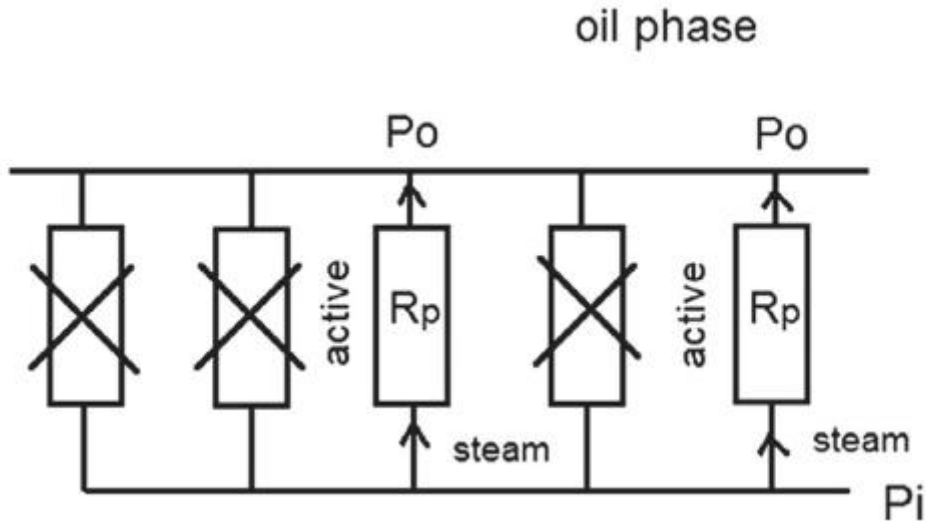 oil phase
Po
Po
active
Rp
active
Rp
steam
steam
Pi